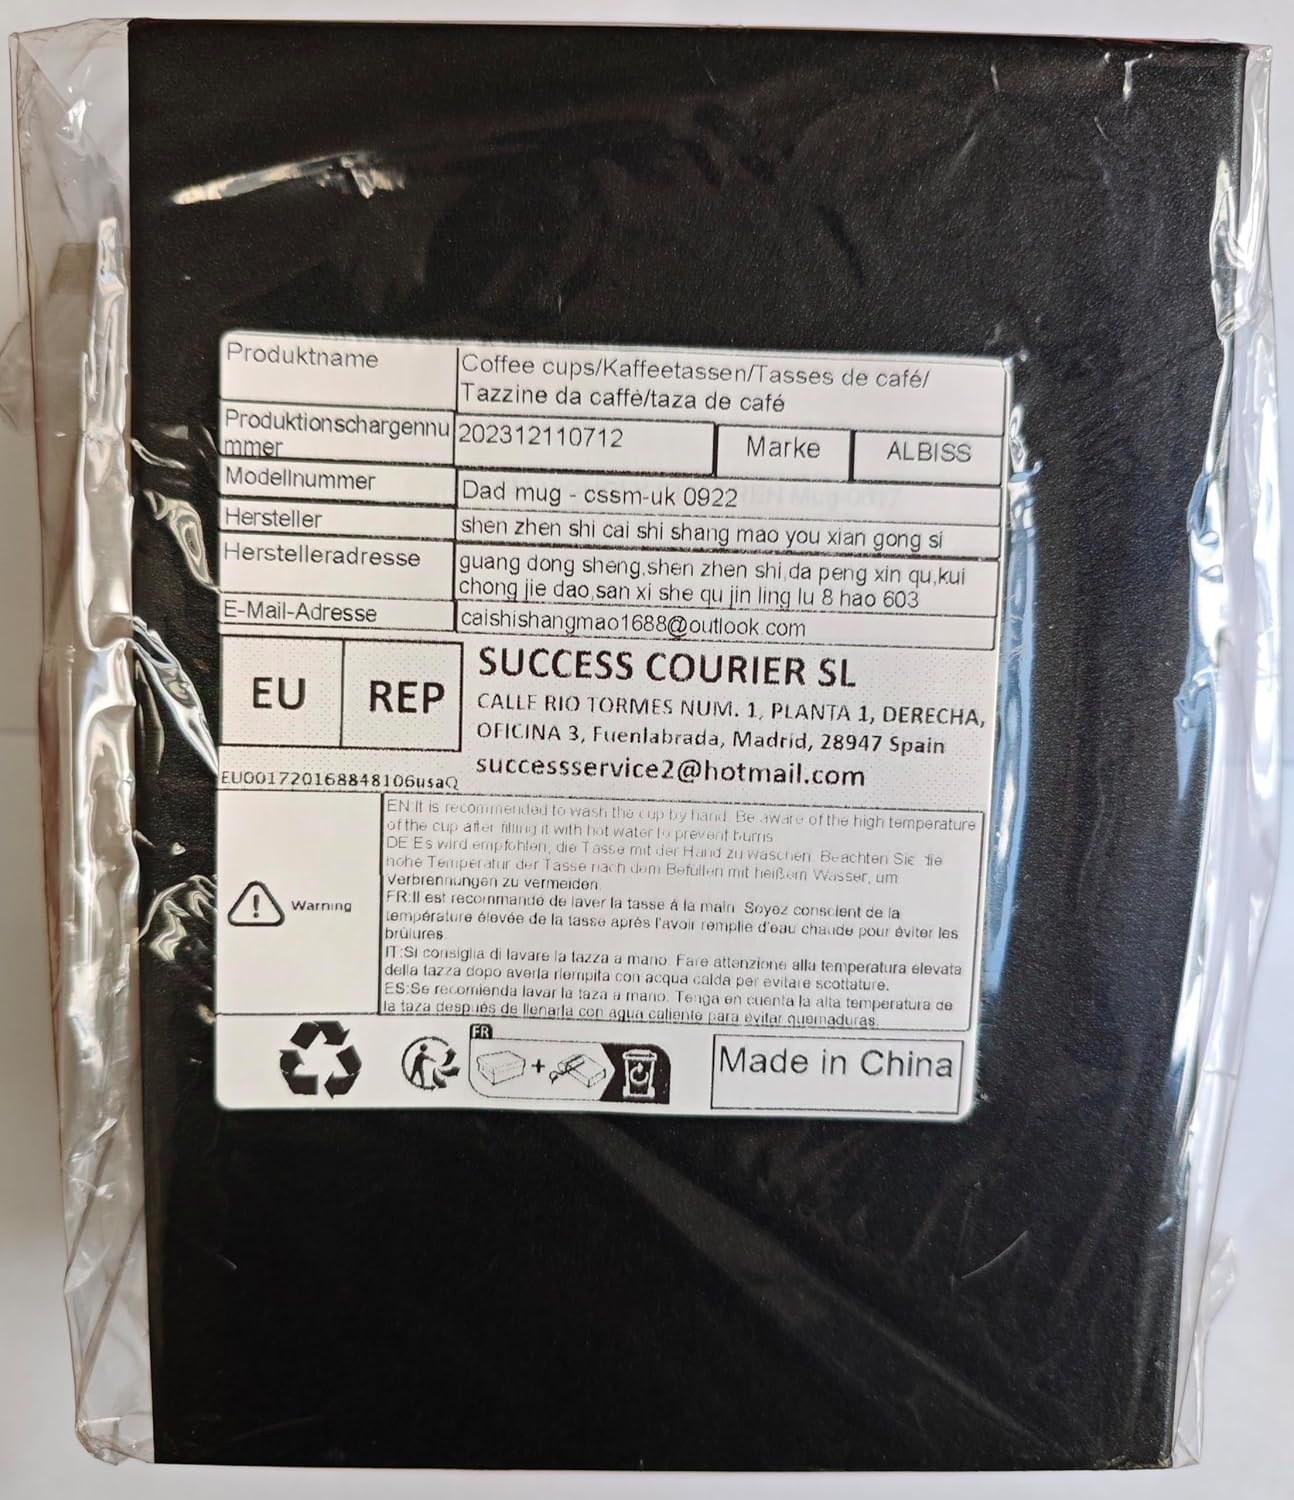 Produktname
Coffee cups/Kaffeetassen/Tasses de café/
Tazzine da caffè/taza de café
Produktionschargennu
mmer
202312110712
Marke
ALBISS
Modellnummer
Dad mug - cssm-uk 0922
Hersteller
shen zhen shi cai shi shang mao you xian gong si
Herstelleradresse
guang dong sheng,shen zhen shi,da peng xin qu,kui
chong jie dao,san xi she qu jin ling lu 8 hao 603
E-Mail-Adresse
caishishangmao1688@outlook.com
EU
REP
SUCCESS COURIER SL
CALLE RIO TORMES NUM. 1, PLANTA 1, DERECHA,
OFICINA 3, Fuenlabrada, Madrid, 28947 Spain
successservice2@hotmail.com
EU001720168848106usaQ
Warning
EN:It is recommended to wash the cup by hand. Be aware of the high temperature
of the cup after filling it with hot water to prevent burns.
DE Es wird empfohlen, die Tasse mit der Hand zu waschen. Beachten Sie die
hohe Temperatur der Tasse nach dem Befüllen mit heißem Wasser, um
Verbrennungen zu vermeiden.
FR:Il est recommandé de laver la tasse à la main. Soyez conscient de la
température élevée de la tasse après l'avoir remplie d'eau chaude pour éviter les
brûlures.
IT:Si consiglia di lavare la tazza a mano. Fare attenzione alla temperatura elevata
della tazza dopo averla riempita con acqua calda per evitare scottature.
ES:Se recomienda lavar la taza a mano. Tenga en cuenta la alta temperatura de
la taza después de llenarla con agua caliente para evitar quemaduras.
FR
Made in China